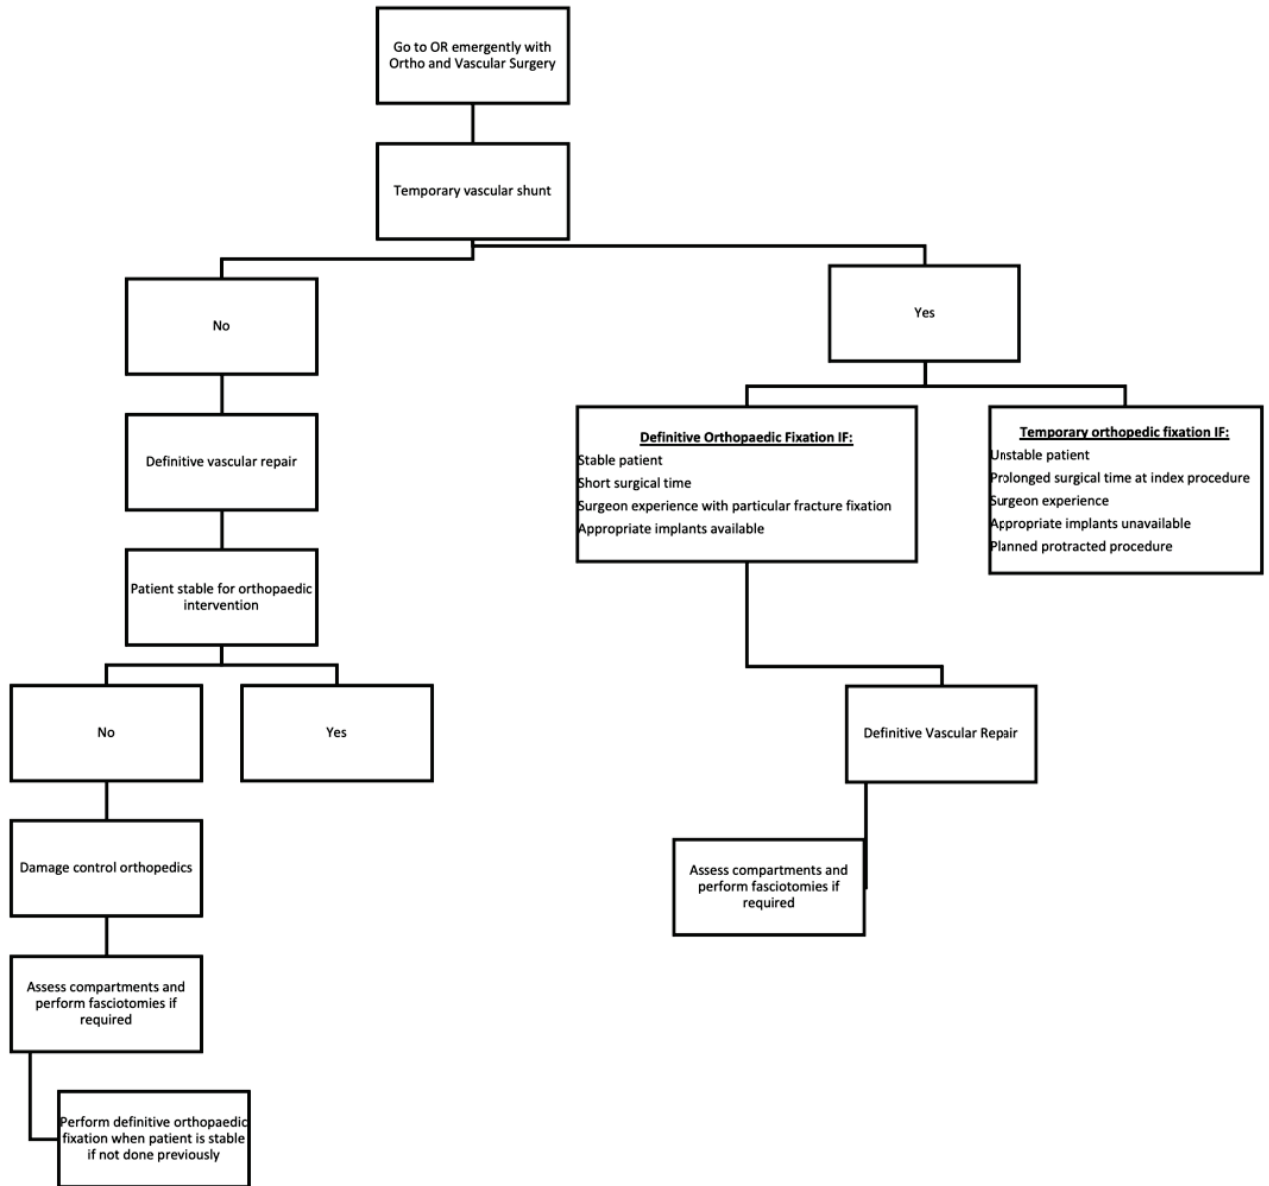 Go to OR emergently with
Ortho and Vascular Surgery
Temporary vascular shunt
No
Yes
Definitive vascular repair
Definitive Orthopaedic Fixation IF:
Stable patient
Short surgical time
Surgeon experience with particular fracture fixation
Appropriate implants available
Temporary orthopedic fixation IF:
Unstable patient
Prolonged surgical time at index procedure
Surgeon experience
Appropriate implants unavailable
Planned protracted procedure
Patient stable for orthopaedic
intervention
No
Yes
Definitive Vascular Repair
Damage control orthopedics
Assess compartments and
perform fasciotomies if
required
Assess compartments and
perform fasciotomies if
required
Perform definitive orthopaedic
fixation when patient is stable
if not done previously